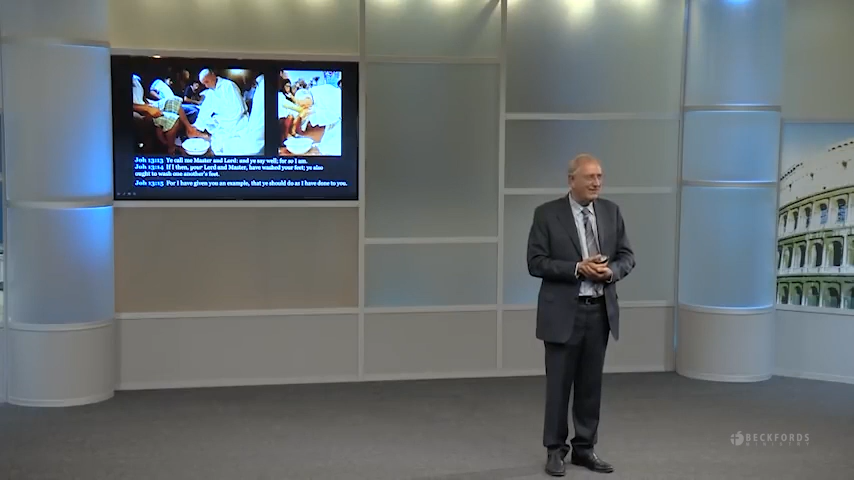 Joh 13:13 Ye call me Master and Lord: and ye say well; for so I am.
Joh 13:14 If I then, your Lord and Master, have washed your feet; ye also
ought to wash one another's feet.
Joh 13:15 For I have given you an example, that ye should do as I have done to you.
BECKFORDS
MINISTRY